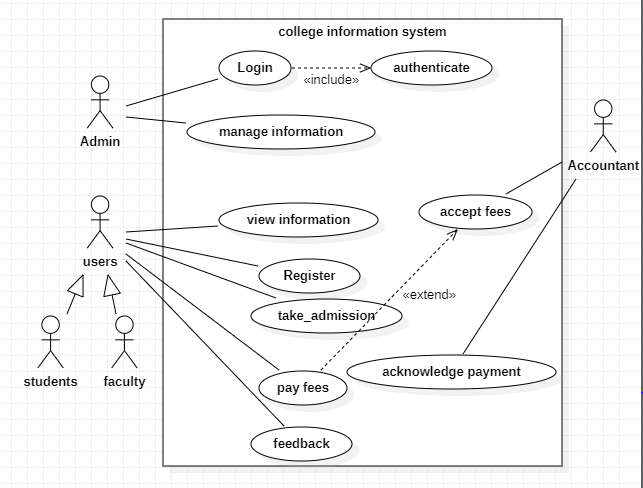 college information system
Login
«include»
authenticate
Admin
manage information
Accountant
view information
accept fees
users
Register
«extend»
take_admission
students
faculty
pay fees
acknowledge payment
feedback